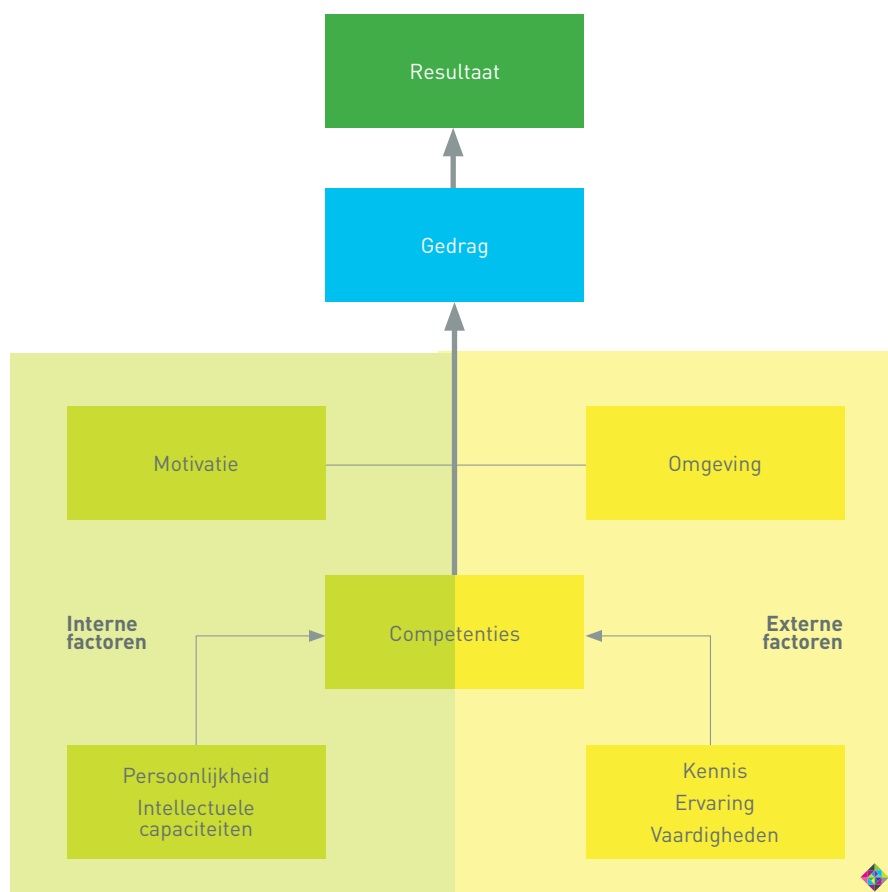 Resultaat
Gedrag
Motivatie
Omgeving
Interne
factoren
Competenties
Externe
factoren
Persoonlijkheid
Intellectuele
capaciteiten
Kennis
Ervaring
Vaardigheden